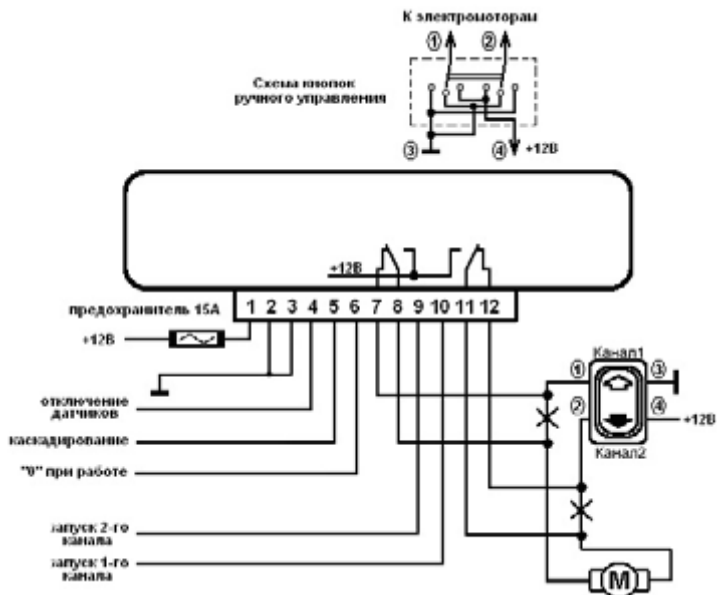 К электромоторам
① ②
Схема кнопок
ручного управления
③ ④ +12В
+12В
предохранитель 15А
1 2 3 4 5 6 7 8 9 10 11 12
+12В
Канал1
① ③
② ④
+12В
Канал2
отключение
датчиков
каскадирование
"0" при работе
запуск 2-го
канала
запуск 1-го
канала
М